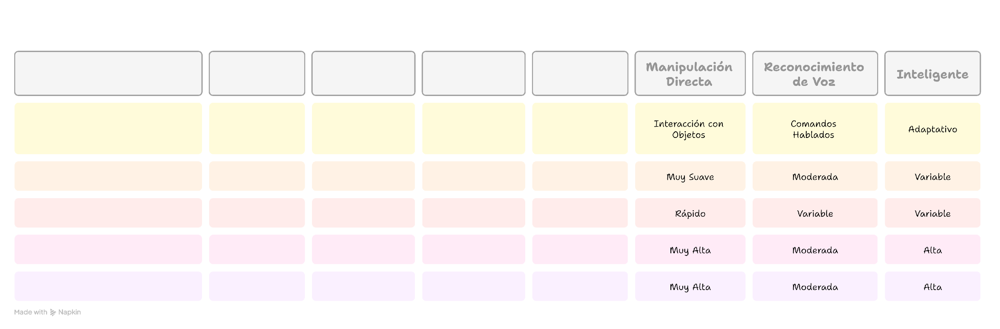 Manipulación
Directa
Reconocimiento
de Voz
Inteligente
Interacción con
Objetos
Comandos
Hablados
Adaptativo
Muy Suave
Moderada
Variable
Rápido
Variable
Variable
Muy Alta
Moderada
Alta
Muy Alta
Moderada
Alta
Made with Napkin